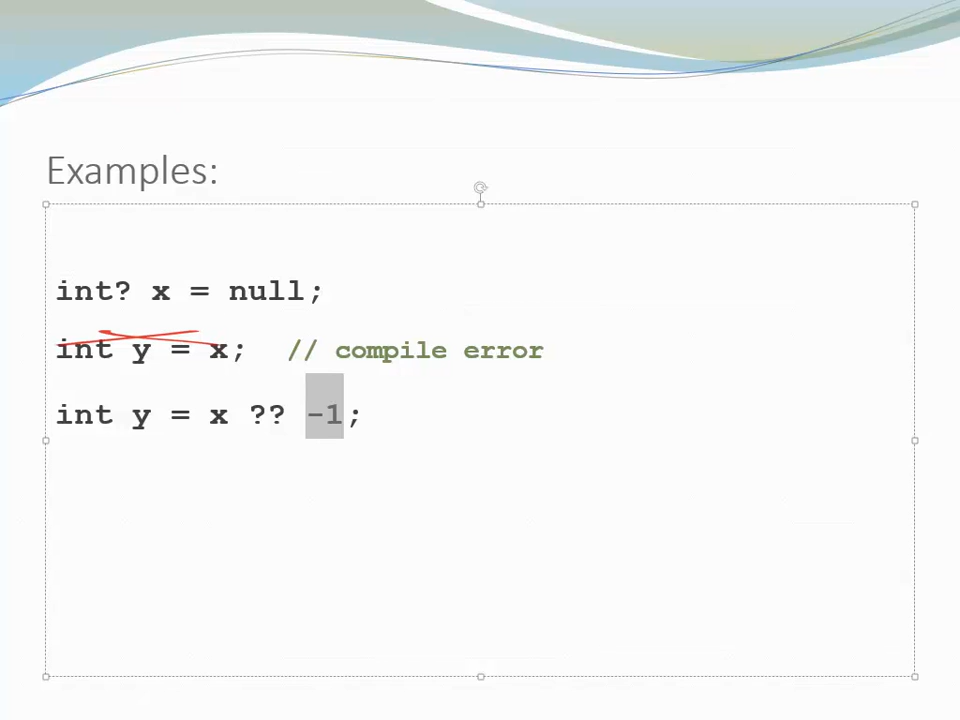 Examples:
int? x = null;
int y = x;  // compile error
int y = x ?? -1;